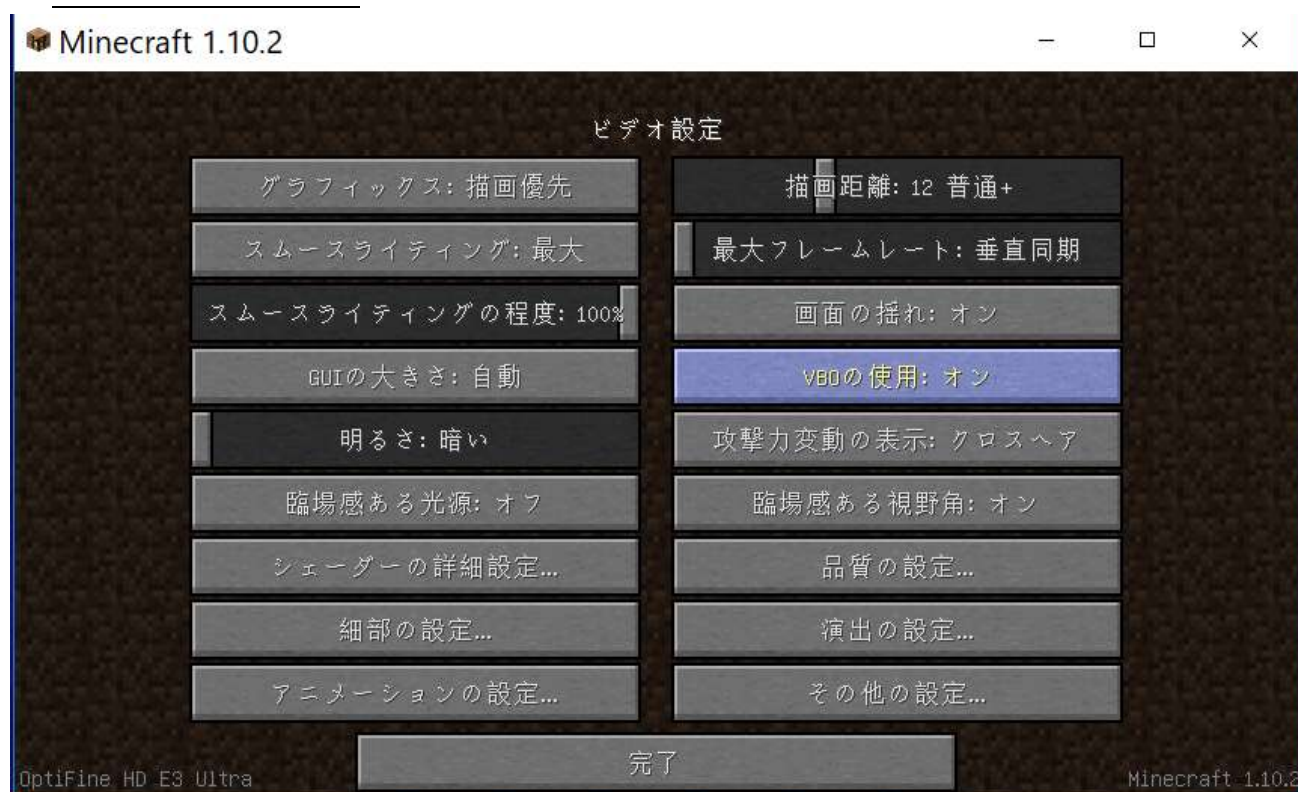 Minecraft 1.10.2
ビデオ設定
グラフィックス: 描画優先
描画距離: 12 普通+
スムースライティング: 最大
最大フレームレート: 垂直同期
スムースライティングの程度: 100%
画面の揺れ: オン
GUIの大きさ: 自動
VBOの使用: オン
明るさ: 暗い
攻撃力変動の表示: クロスヘア
臨場感ある光源: オフ
臨場感ある視野角: オン
シェーダーの詳細設定...
品質の設定...
細部の設定...
演出の設定...
アニメーションの設定...
その他の設定...
完了
OptiFine HD E3 Ultra
Minecraft 1.10.2